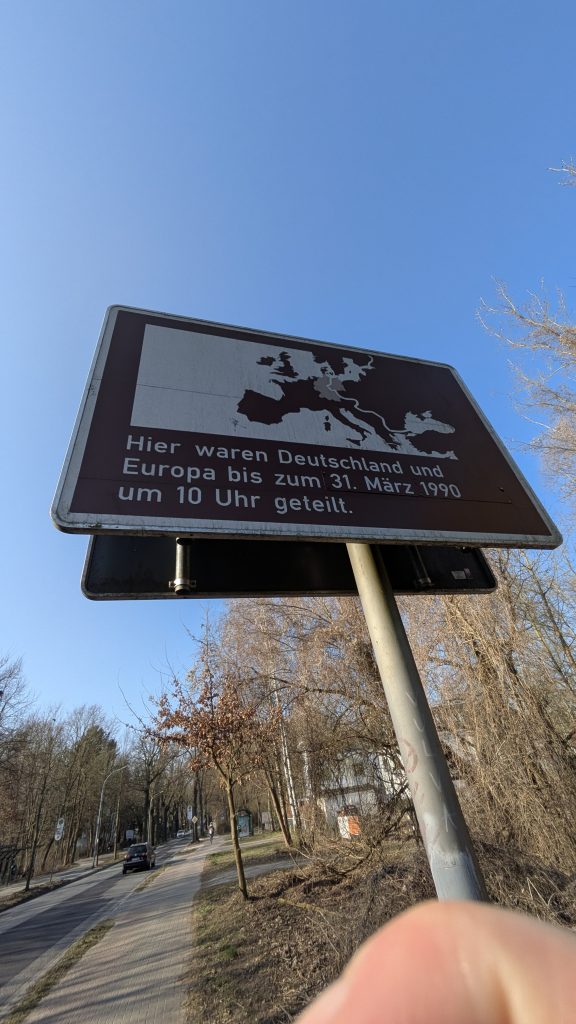 Hier waren Deutschland und
Europa bis zum 31. März 1990
um 10 Uhr geteilt.